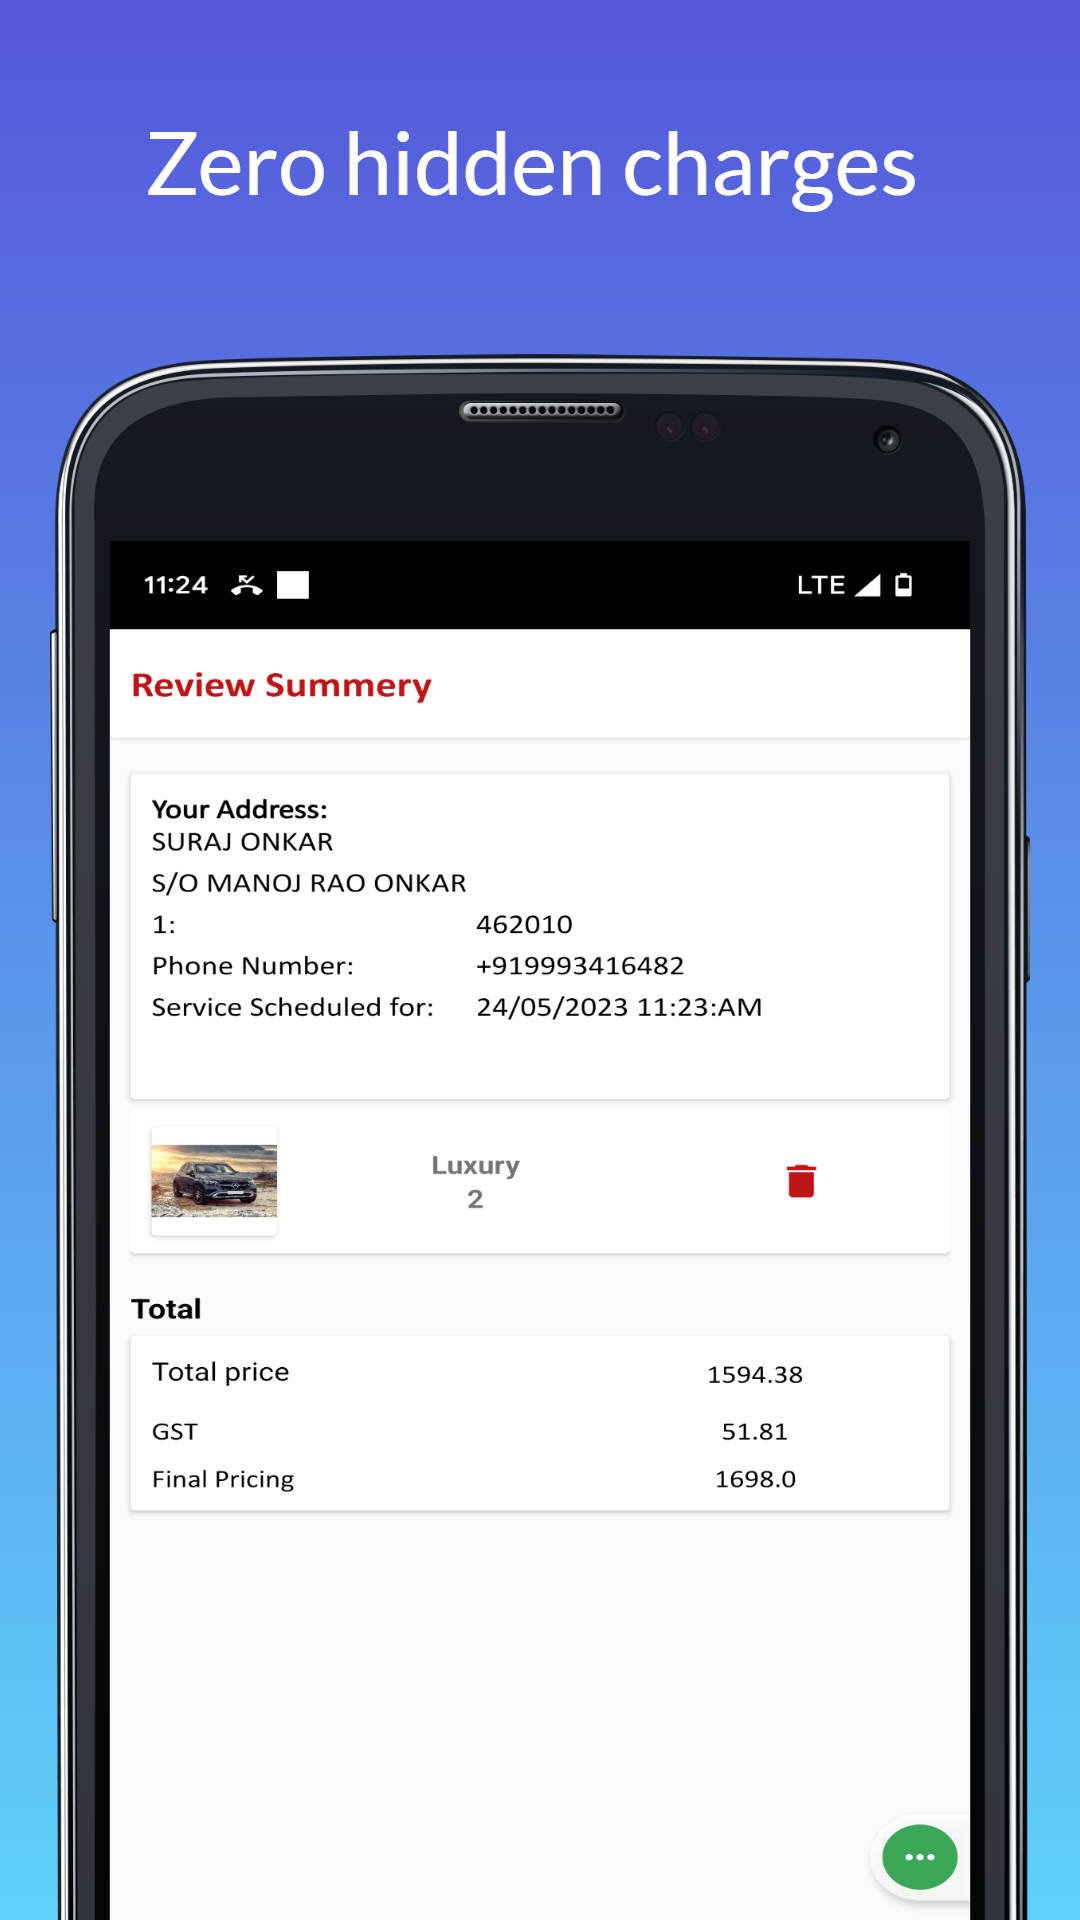 Zero hidden charges
11:24 LTE
Review Summery
Your Address:
SURAJ ONKAR
S/O MANOJ RAO ONKAR
1: 462010
Phone Number: +919993416482
Service Scheduled for: 24/05/2023 11:23:AM
Luxury
2
Total
Total price 1594.38
GST 51.81
Final Pricing 1698.0